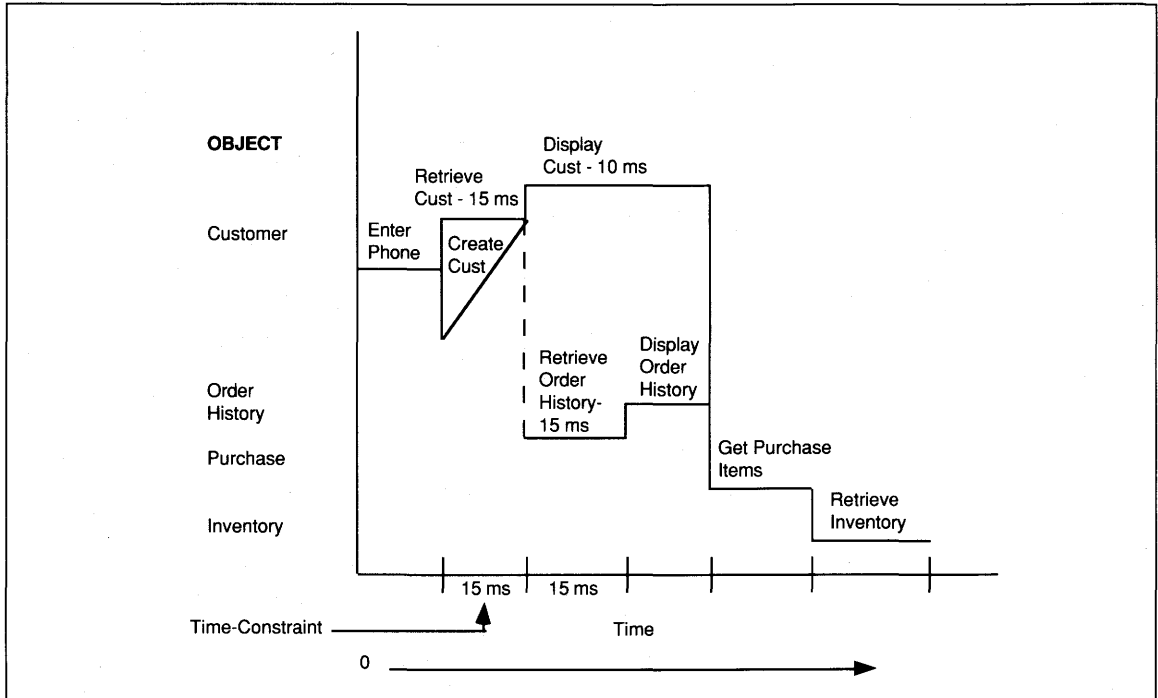 OBJECT
Display
Cust - 10 ms
Retrieve
Cust - 15 ms
Customer
Enter
Phone
Create
Cust
Order
History
Retrieve
Order
History-
15 ms
Display
Order
History
Purchase
Get Purchase
Items
Inventory
Retrieve
Inventory
15 ms
15 ms
Time-Constraint
Time
0